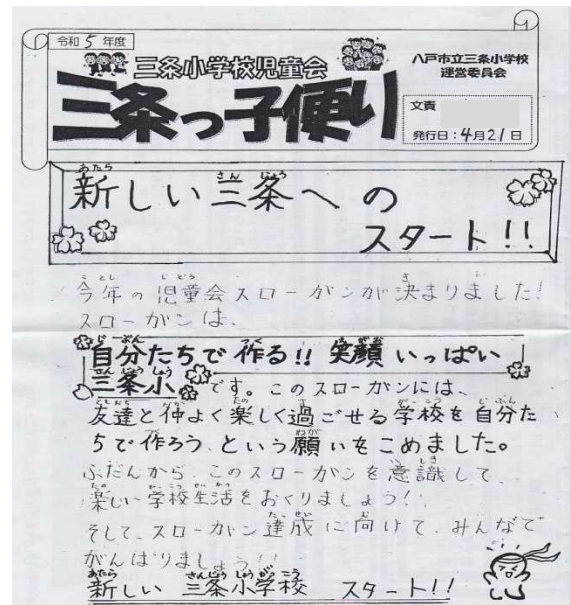 令和5年度
三条小学校児童会
八戸市立三条小学校
運営委員会
三条っ子便り
文責
発行日：4月21日
新しい三条への
スタート!!
今年の児童会スローガンが決まりました!
スローガンは、
自分たちで作る!! 笑顔いっぱい
三条小です。このスローガンには、
友達と仲よく楽しく過ごせる学校を自分た
ちで作ろう、という願いをこめました。
ふだんから、このスローガンを意識して、
楽しい学校生活をおくりましょう!
そして、スローガン達成に向けて、みんなで
がんばりましょう!!
新しい 三条小学校 スタート!!